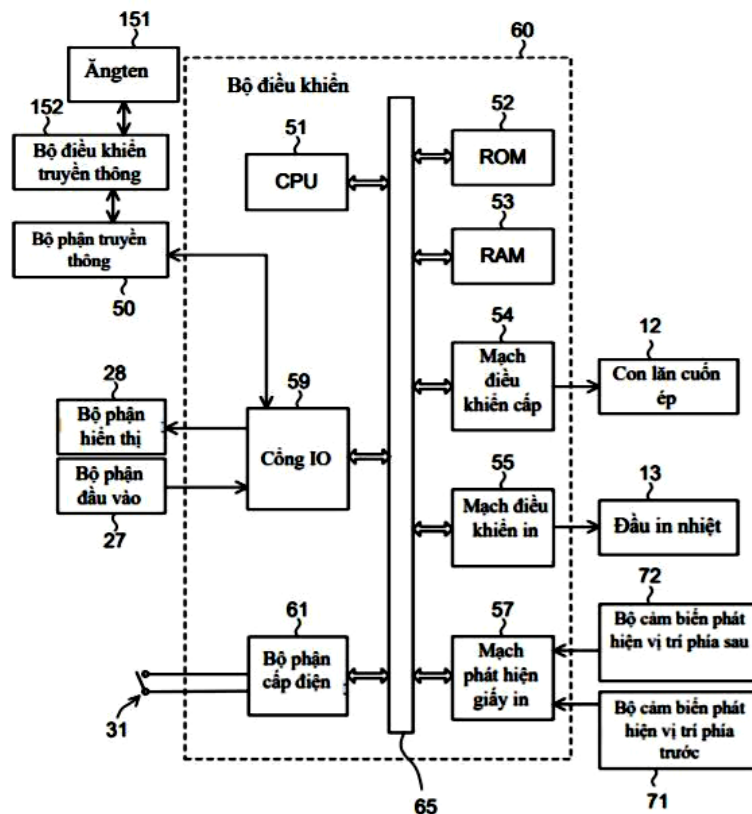 151
Ăngten
152
Bộ điều khiển
truyền thông
Bộ phận truyền
thông
50
28
Bộ phận
hiển thị
Bộ phận
đầu vào
27
31
60
Bộ điều khiển
51
CPU
59
Cổng IO
61
Bộ phận
cấp điện
65
52
ROM
53
RAM
54
Mạch
điều
khiển cấp
55
Mạch điều
khiển in
57
Mạch
phát hiện
giấy in
12
Con lăn cuốn
ép
13
Đầu in nhiệt
72
Bộ cảm biến phát
hiện vị trí phía sau
Bộ cảm biến phát
hiện vị trí phía
trước
71